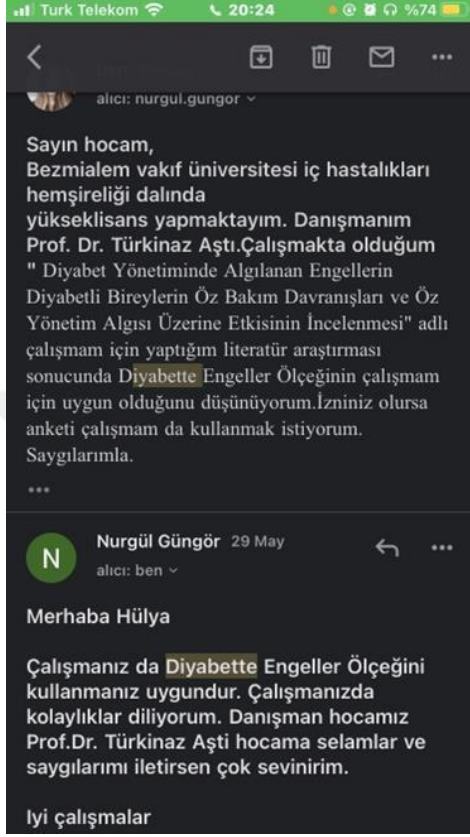 Turk Telekom 20:24 %74
alıcı: nurgul.gungor
Sayın hocam,
Bezmialem vakıf üniversitesi iç hastalıkları
hemşireliği dalında
yükseklisans yapmaktayım. Danışmanım
Prof. Dr. Türkinaz Aştı.Çalışmakta olduğum
" Diyabet Yönetiminde Algılanan Engellerin
Diyabetli Bireylerin Öz Bakım Davranışları ve Öz
Yönetim Algısı Üzerine Etkisinin İncelenmesi" adlı
çalışmam için yaptığım literatür araştırması
sonucunda Diyabette Engeller Ölçeğinin çalışmam
için uygun olduğunu düşünüyorum.İzniniz olursa
anketi çalışmam da kullanmak istiyorum.
Saygılarımla.
N
Nurgül Güngör 29 May
alıcı: ben
Merhaba Hülya
Çalışmanız da Diyabette Engeller Ölçeğini
kullanmanız uygundur. Çalışmanızda
kolaylıklar diliyorum. Danışman hocamız
Prof.Dr. Türkinaz Aşti hocama selamlar ve
saygılarımı iletirsen çok sevinirim.
Iyi çalışmalar